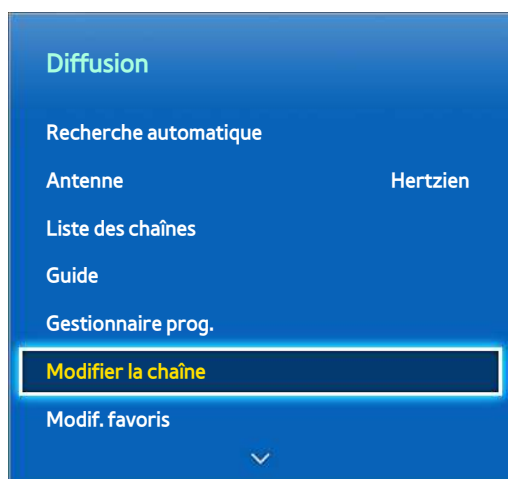 Diffusion
Recherche automatique
Antenne Hertzien
Liste des chaînes
Guide
Gestionnaire prog.
Modifier la chaîne
Modif. favoris